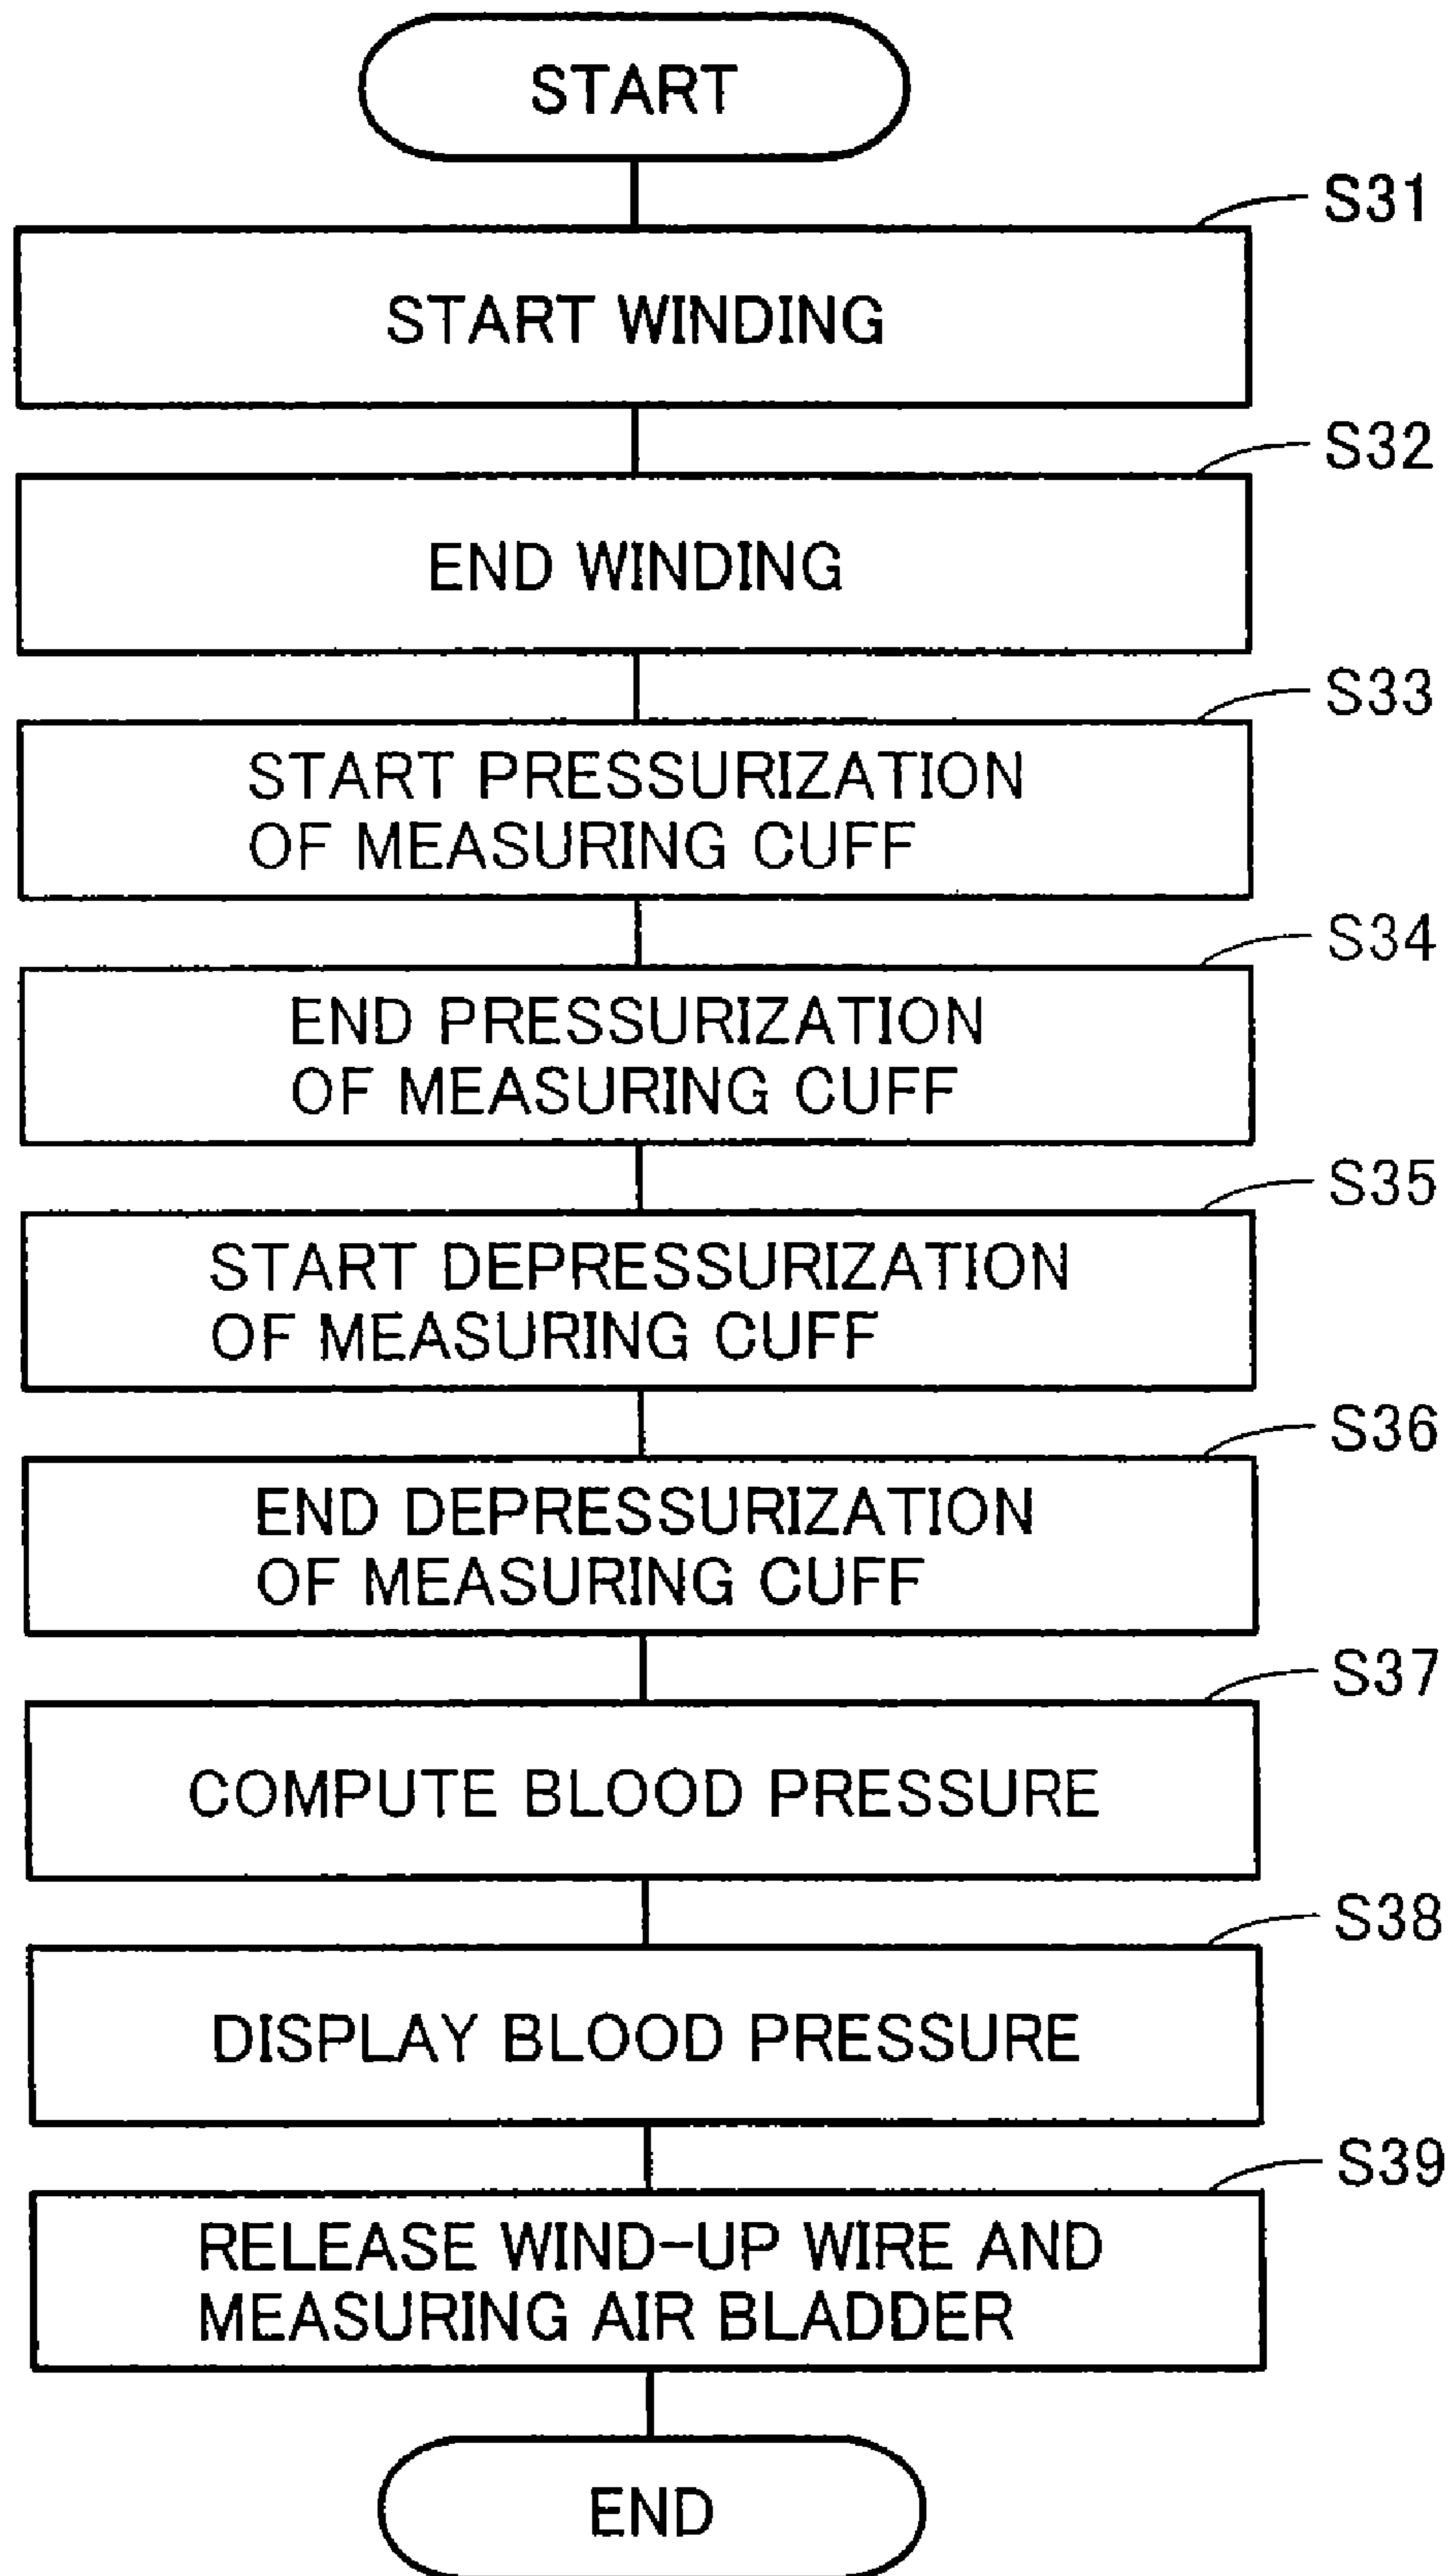 START
S31
START WINDING
S32
END WINDING
S33
START PRESSURIZATION
OF MEASURING CUFF
S34
END PRESSURIZATION
OF MEASURING CUFF
S35
START DEPRESSURIZATION
OF MEASURING CUFF
S36
END DEPRESSURIZATION
OF MEASURING CUFF
S37
COMPUTE BLOOD PRESSURE
S38
DISPLAY BLOOD PRESSURE
S39
RELEASE WIND-UP WIRE AND
MEASURING AIR BLADDER
END